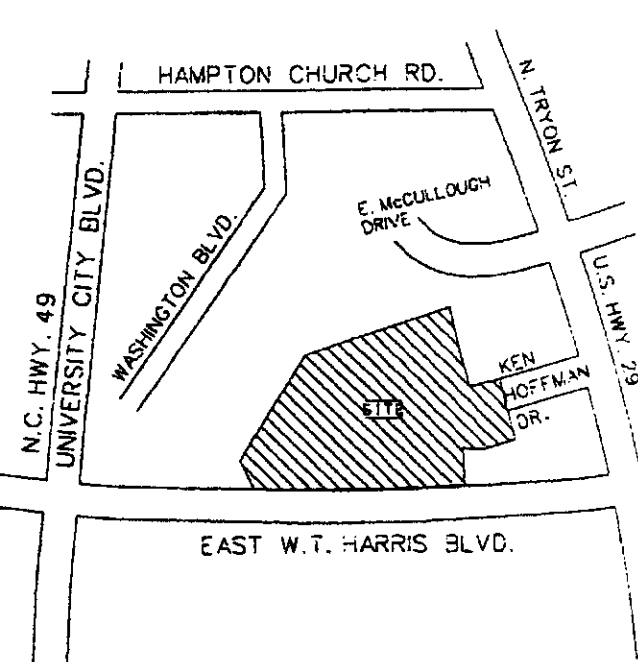 HAMPTON CHURCH RD.
N. TRYON ST.
E. McCULLOUGH
DRIVE
WASHINGTON BLVD.
N.C. HWY. 49
UNIVERSITY CITY BLVD.
U.S. HWY. 29
KEN
HOFFMAN
DR.
SITE
EAST W.T. HARRIS BLVD.